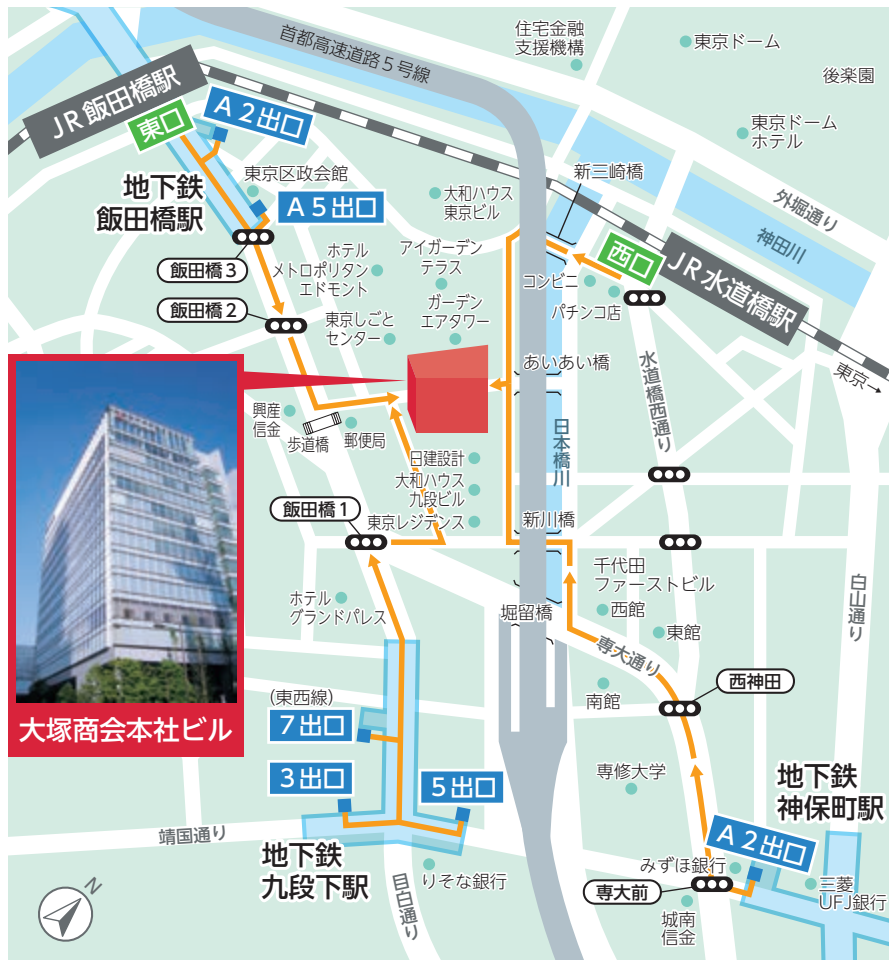 首都高速道路5号線
住宅金融
支援機構
東京ドーム
後楽園
東京ドーム
ホテル
外堀通り
神田川
JR飯田橋駅
東口
A2出口
地下鉄
飯田橋駅
東京区政会館
A5出口
飯田橋3
飯田橋2
大和ハウス
東京ビル
新三崎橋
西口
JR水道橋駅
コンビニ
パチンコ店
ホテル
メトロポリタン
エドモント
アイガーデン
テラス
ガーデン
エアタワー
東京しごと
センター
あいあい橋
水道橋西通り
東京→
興産
信金
歩道橋
郵便局
日建設計
大和ハウス
九段ビル
東京レジデンス
日本橋川
新川橋
飯田橋1
千代田
ファーストビル
西館
東館
南館
白山通り
堀留橋
専大通り
ホテル
グランドパレス
西神田
大塚商会本社ビル
(東西線)
7出口
3出口
5出口
専修大学
地下鉄
神保町駅
靖国通り
地下鉄
九段下駅
りそな銀行
目白通り
A2出口
みずほ銀行
専大前
三菱
UFJ銀行
城南
信金
N